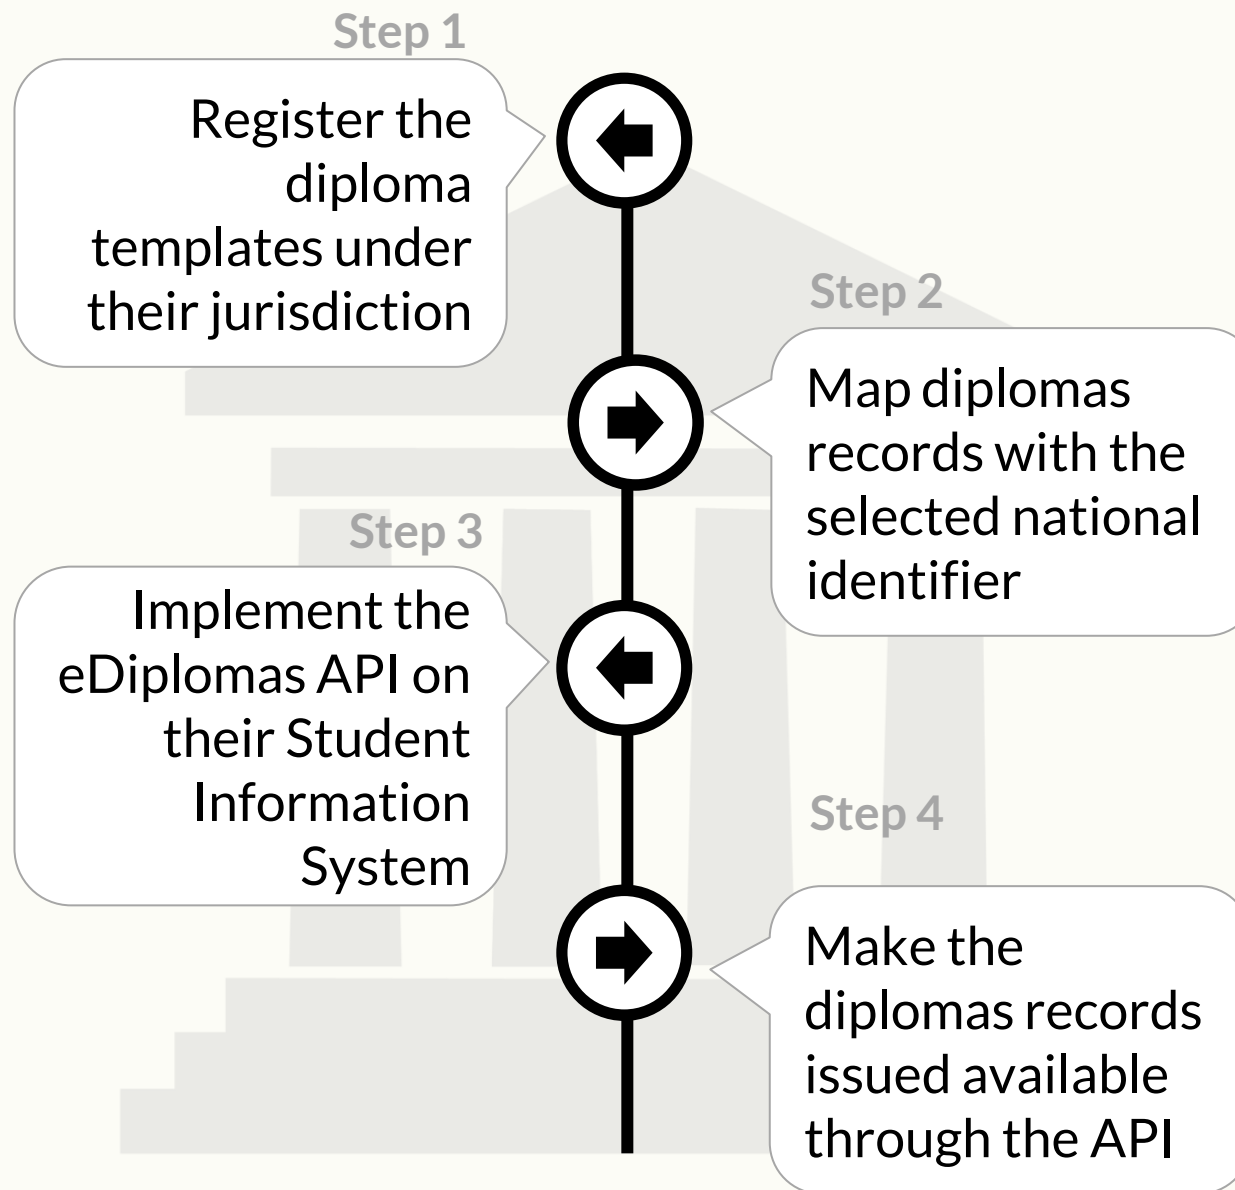 Step 1
Register the
diploma
templates under
their jurisdiction
Step 2
Map diplomas
records with the
selected national
identifier
Step 3
Implement the
eDiplomas API on
their Student
Information
System
Step 4
Make the
diplomas records
issued available
through the API